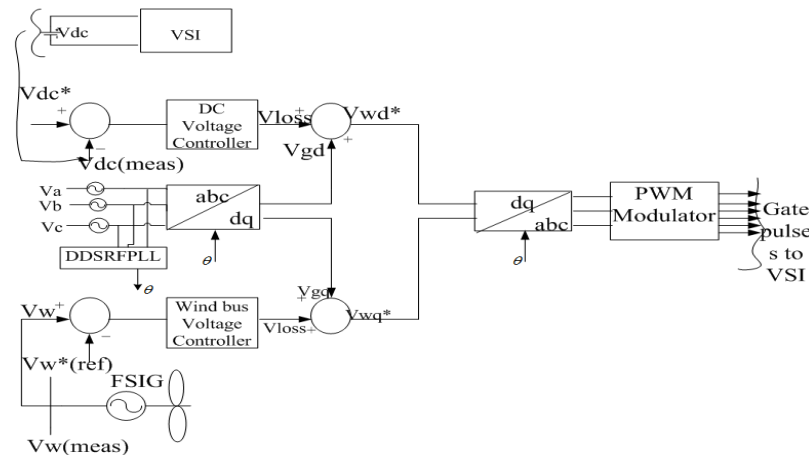 Vdc
VSI
Vdc*
+
−
Vdc(meas)
DC
Voltage
Controller
Vloss
+
+
Vgd
Vwd*
Va
Vb
Vc
abc
dq
θ
DDSRFPLL
θ
dq
abc
θ
PWM
Modulator
Gate
pulse
s to
VSI
Vw
+
−
Vw*(ref)
Wind bus
Voltage
Controller
Vloss
+
+
Vgq
Vwq*
FSIG
Vw(meas)